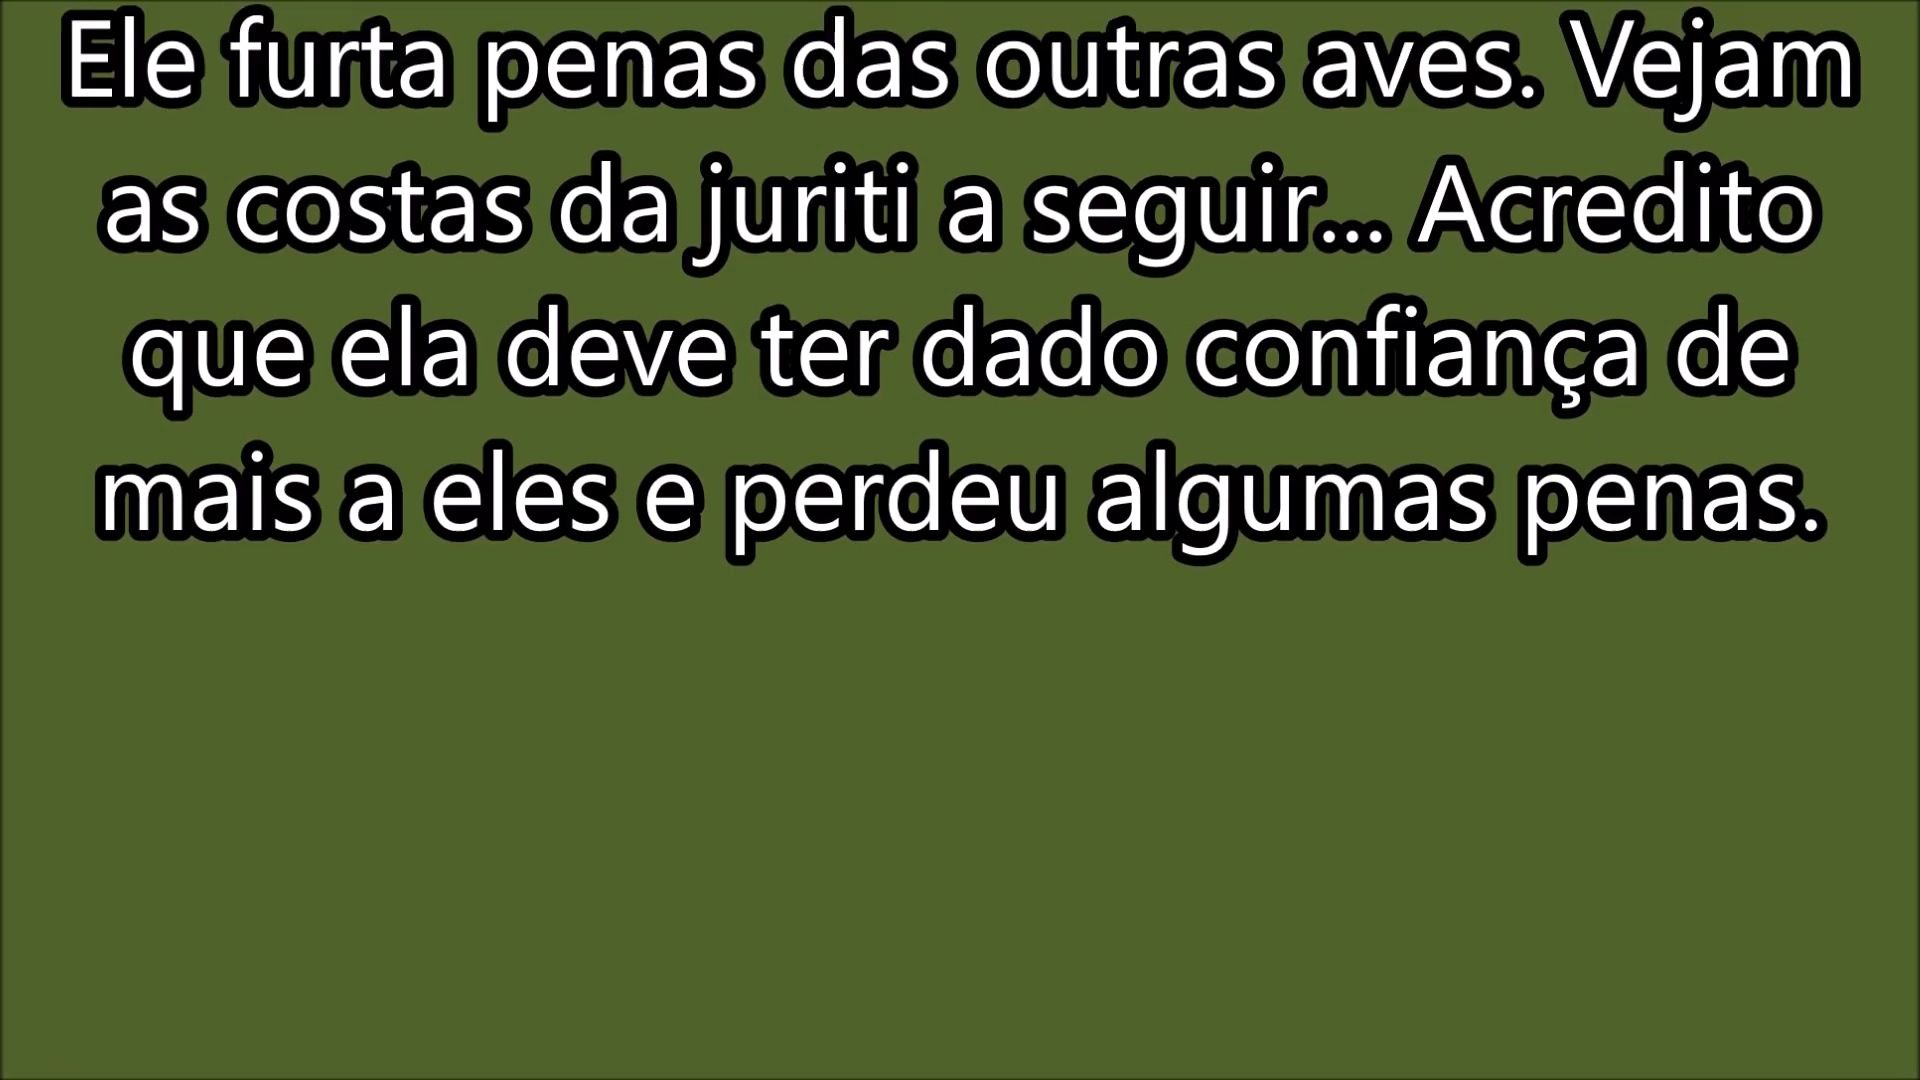 Ele furta penas das outras aves. Vejam
as costas da juriti a seguir... Acredito
que ela deve ter dado confiança de
mais a eles e perdeu algumas penas.